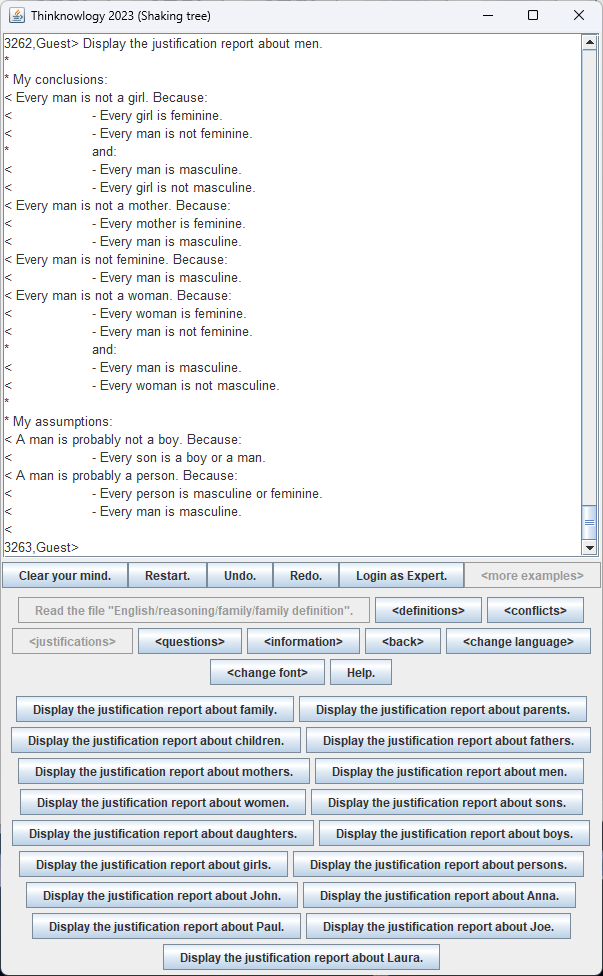 Thinknowlogy 2023 (Shaking tree)
3262,Guest> Display the justification report about men.
*
* My conclusions:
< Every man is not a girl. Because:
< - Every girl is feminine.
< - Every man is not feminine.
* and:
< - Every man is masculine.
< - Every girl is not masculine.
< Every man is not a mother. Because:
< - Every mother is feminine.
< - Every man is masculine.
< Every man is not feminine. Because:
< - Every man is masculine.
< Every man is not a woman. Because:
< - Every woman is feminine.
< - Every man is not feminine.
* and:
< - Every man is masculine.
< - Every woman is not masculine.
*
* My assumptions:
< A man is probably not a boy. Because:
< - Every son is a boy or a man.
< A man is probably a person. Because:
< - Every person is masculine or feminine.
< - Every man is masculine.
<
3263,Guest>
Clear your mind. Restart. Undo. Redo. Login as Expert. <more examples>
Read the file "English/reasoning/family/family definition". <definitions> <conflicts>
<justifications> <questions> <information> <back> <change language>
<change font> Help.
Display the justification report about family. Display the justification report about parents.
Display the justification report about children. Display the justification report about fathers.
Display the justification report about mothers. Display the justification report about men.
Display the justification report about women. Display the justification report about sons.
Display the justification report about daughters. Display the justification report about boys.
Display the justification report about girls. Display the justification report about persons.
Display the justification report about John. Display the justification report about Anna.
Display the justification report about Paul. Display the justification report about Joe.
Display the justification report about Laura.